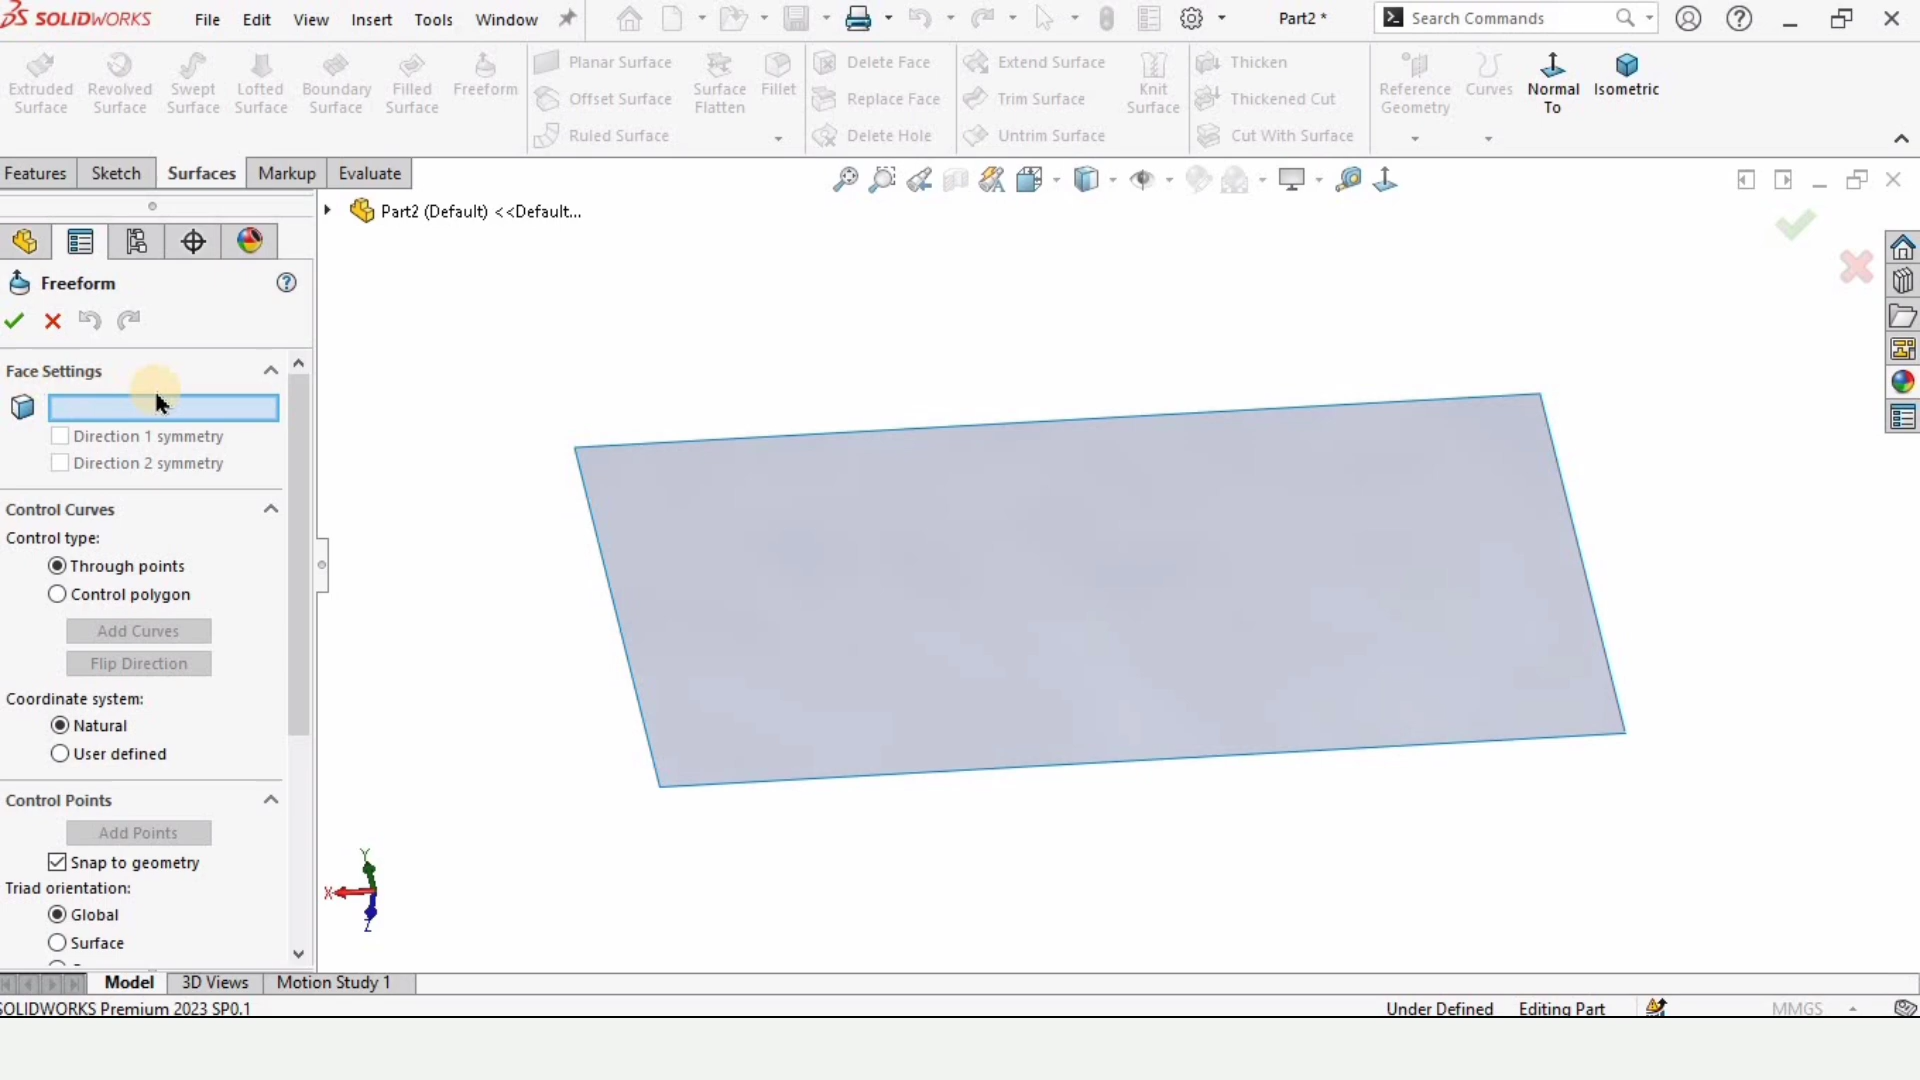 SOLIDWORKS File Edit View Insert Tools Window Part2 * Search Commands
Extruded Surface
Revolved Surface
Swept Surface
Lofted Surface
Boundary Surface
Filled Surface
Freeform
Planar Surface
Offset Surface
Ruled Surface
Surface Flatten
Fillet
Delete Face
Replace Face
Delete Hole
Extend Surface
Trim Surface
Untrim Surface
Knit Surface
Thicken
Thickened Cut
Cut With Surface
Reference Geometry
Curves
Normal To
Isometric
Features Sketch Surfaces Markup Evaluate
Part2 (Default) <<Default...
Freeform
Face Settings
Direction 1 symmetry
Direction 2 symmetry
Control Curves
Control type:
Through points
Control polygon
Add Curves
Flip Direction
Coordinate system:
Natural
User defined
Control Points
Add Points
Snap to geometry
Triad orientation:
Global
Surface
Y
X
Z
Model 3D Views Motion Study 1
SOLIDWORKS Premium 2023 SP0.1 Under Defined Editing Part MMGS